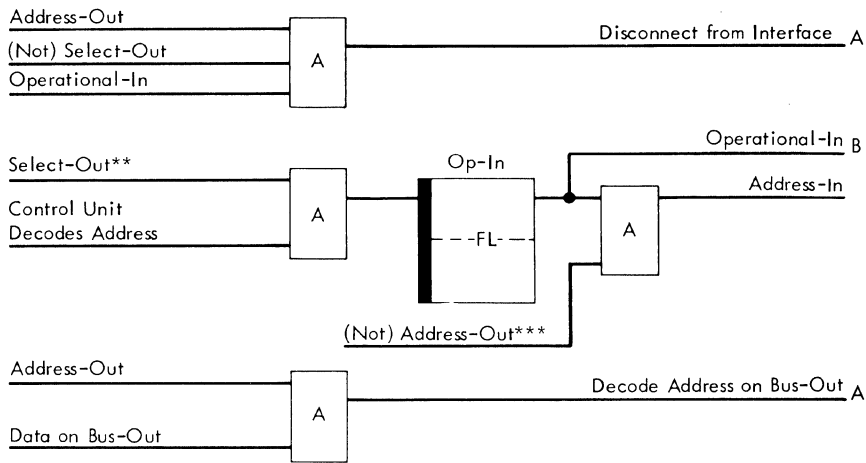 Address-Out
(Not) Select-Out
Operational-In
A
Disconnect from Interface A
Select-Out**
Control Unit
Decodes Address
A
Op-In
FL
Operational-In B
Address-In
A
(Not) Address-Out***
Address-Out
Data on Bus-Out
A
Decode Address on Bus-Out A